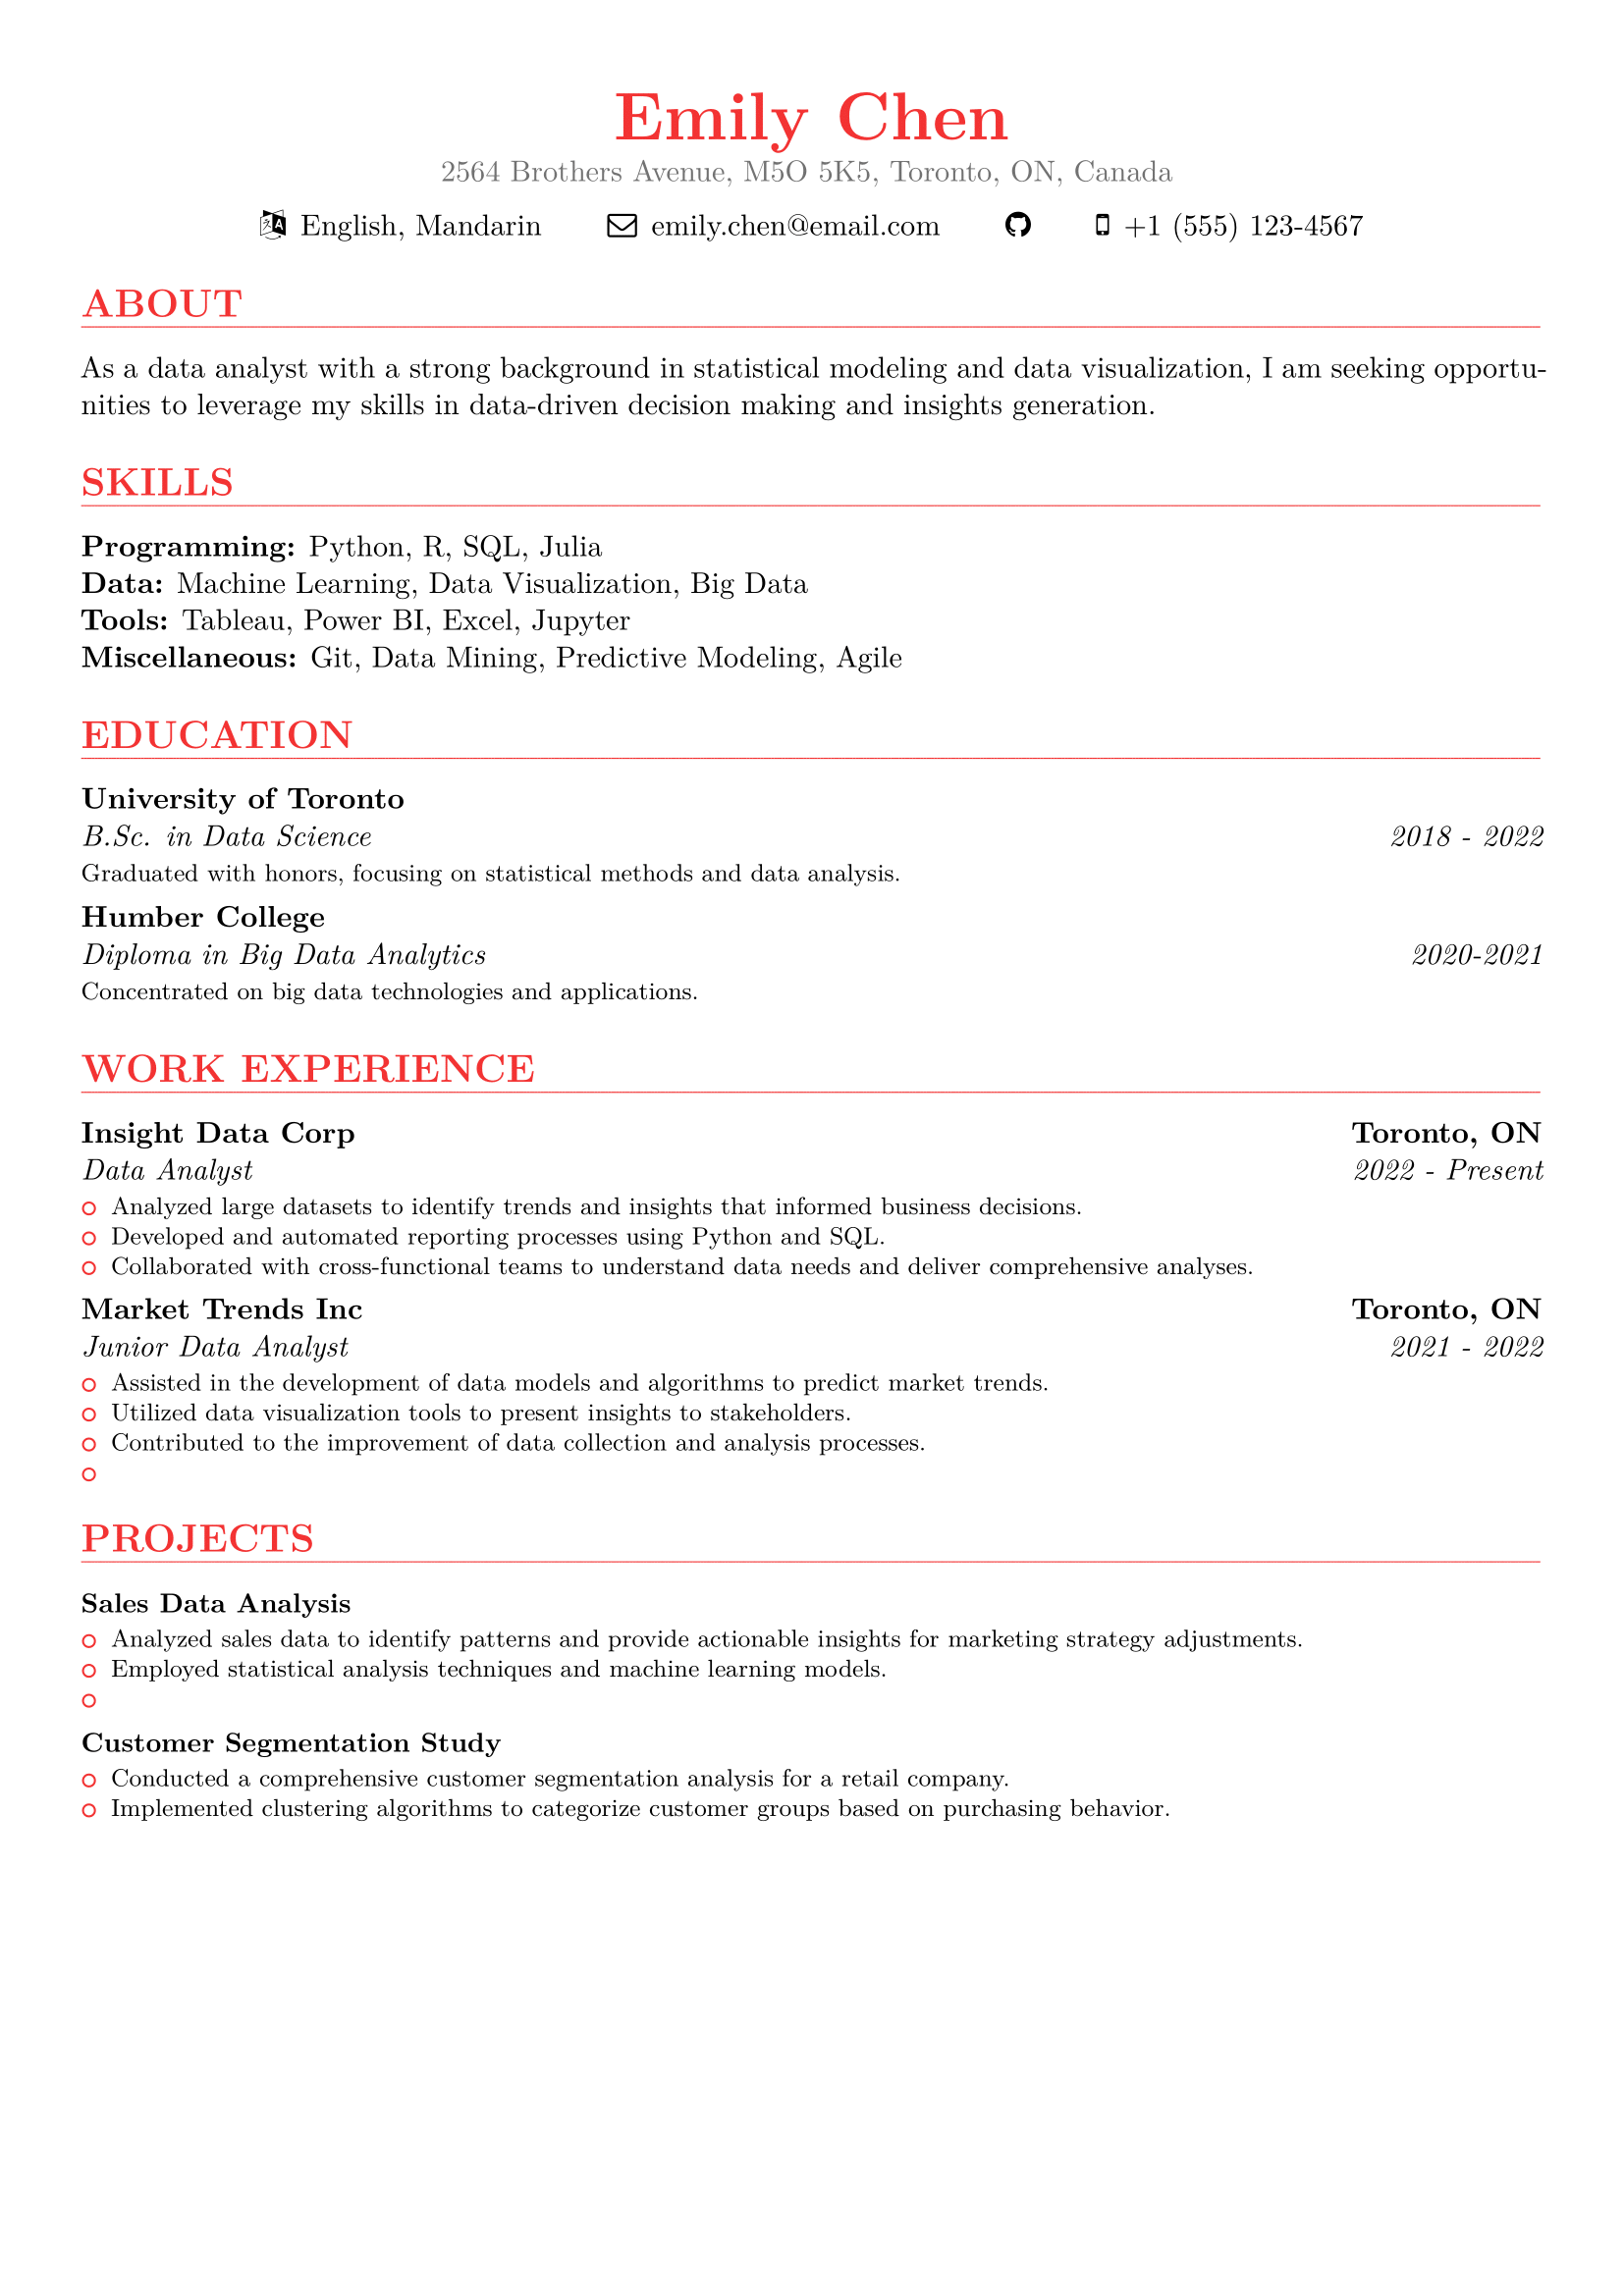 Emily Chen
2564 Brothers Avenue, M5O 5K5, Toronto, ON, Canada
English, Mandarin emily.chen@email.com +1 (555) 123-4567
ABOUT
As a data analyst with a strong background in statistical modeling and data visualization, I am seeking opportu-
nities to leverage my skills in data-driven decision making and insights generation.
SKILLS
Programming: Python, R, SQL, Julia
Data: Machine Learning, Data Visualization, Big Data
Tools: Tableau, Power BI, Excel, Jupyter
Miscellaneous: Git, Data Mining, Predictive Modeling, Agile
EDUCATION
University of Toronto
B.Sc. in Data Science 2018 - 2022
Graduated with honors, focusing on statistical methods and data analysis.
Humber College
Diploma in Big Data Analytics 2020-2021
Concentrated on big data technologies and applications.
WORK EXPERIENCE
Insight Data Corp Toronto, ON
Data Analyst 2022 - Present
Analyzed large datasets to identify trends and insights that informed business decisions.
Developed and automated reporting processes using Python and SQL.
Collaborated with cross-functional teams to understand data needs and deliver comprehensive analyses.
Market Trends Inc Toronto, ON
Junior Data Analyst 2021 - 2022
Assisted in the development of data models and algorithms to predict market trends.
Utilized data visualization tools to present insights to stakeholders.
Contributed to the improvement of data collection and analysis processes.
PROJECTS
Sales Data Analysis
Analyzed sales data to identify patterns and provide actionable insights for marketing strategy adjustments.
Employed statistical analysis techniques and machine learning models.
Customer Segmentation Study
Conducted a comprehensive customer segmentation analysis for a retail company.
Implemented clustering algorithms to categorize customer groups based on purchasing behavior.